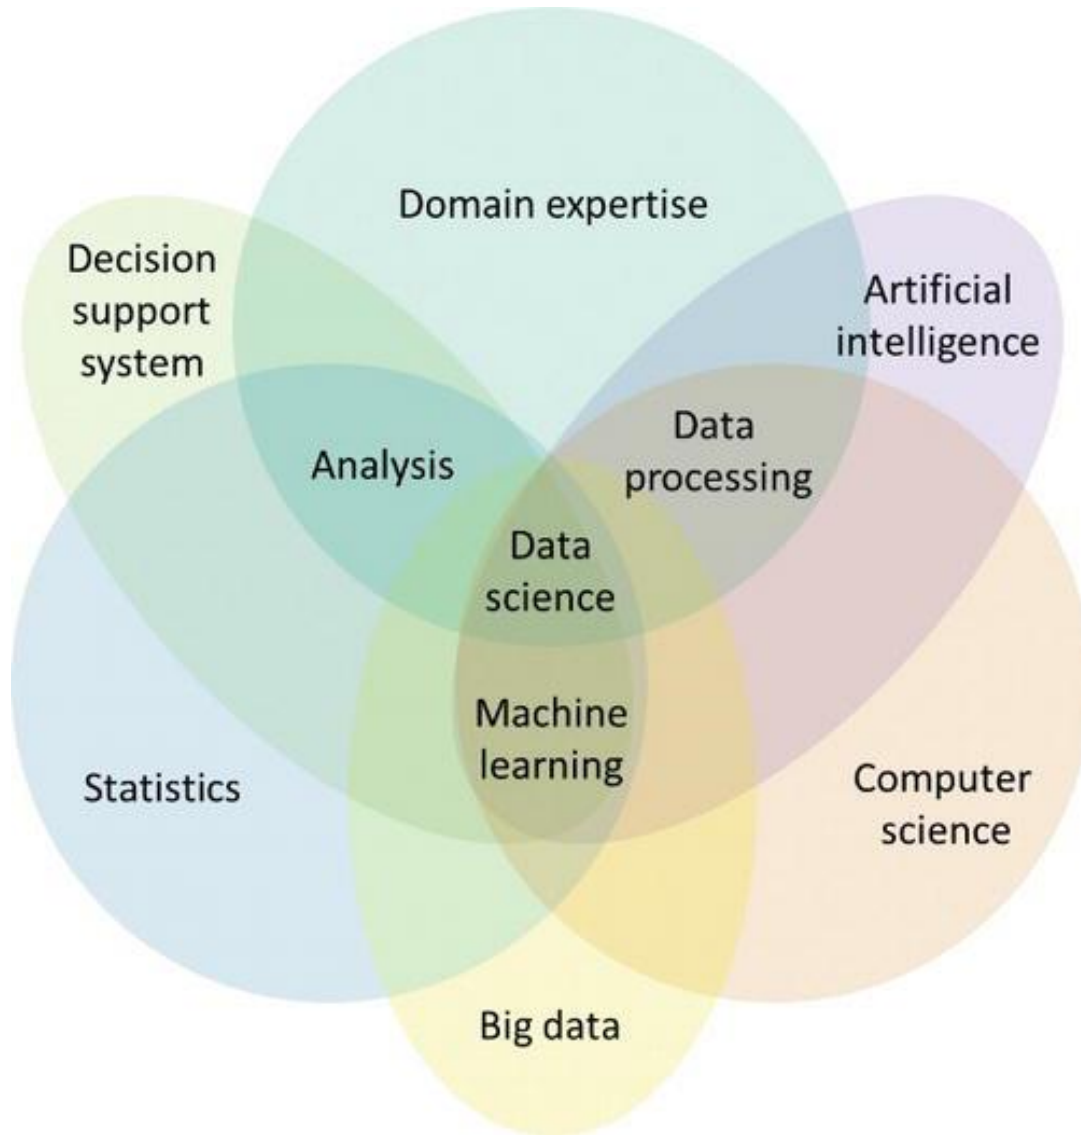 Domain expertise
Decision
support
system
Artificial
intelligence
Analysis
Data
processing
Data
science
Machine
learning
Statistics
Computer
science
Big data